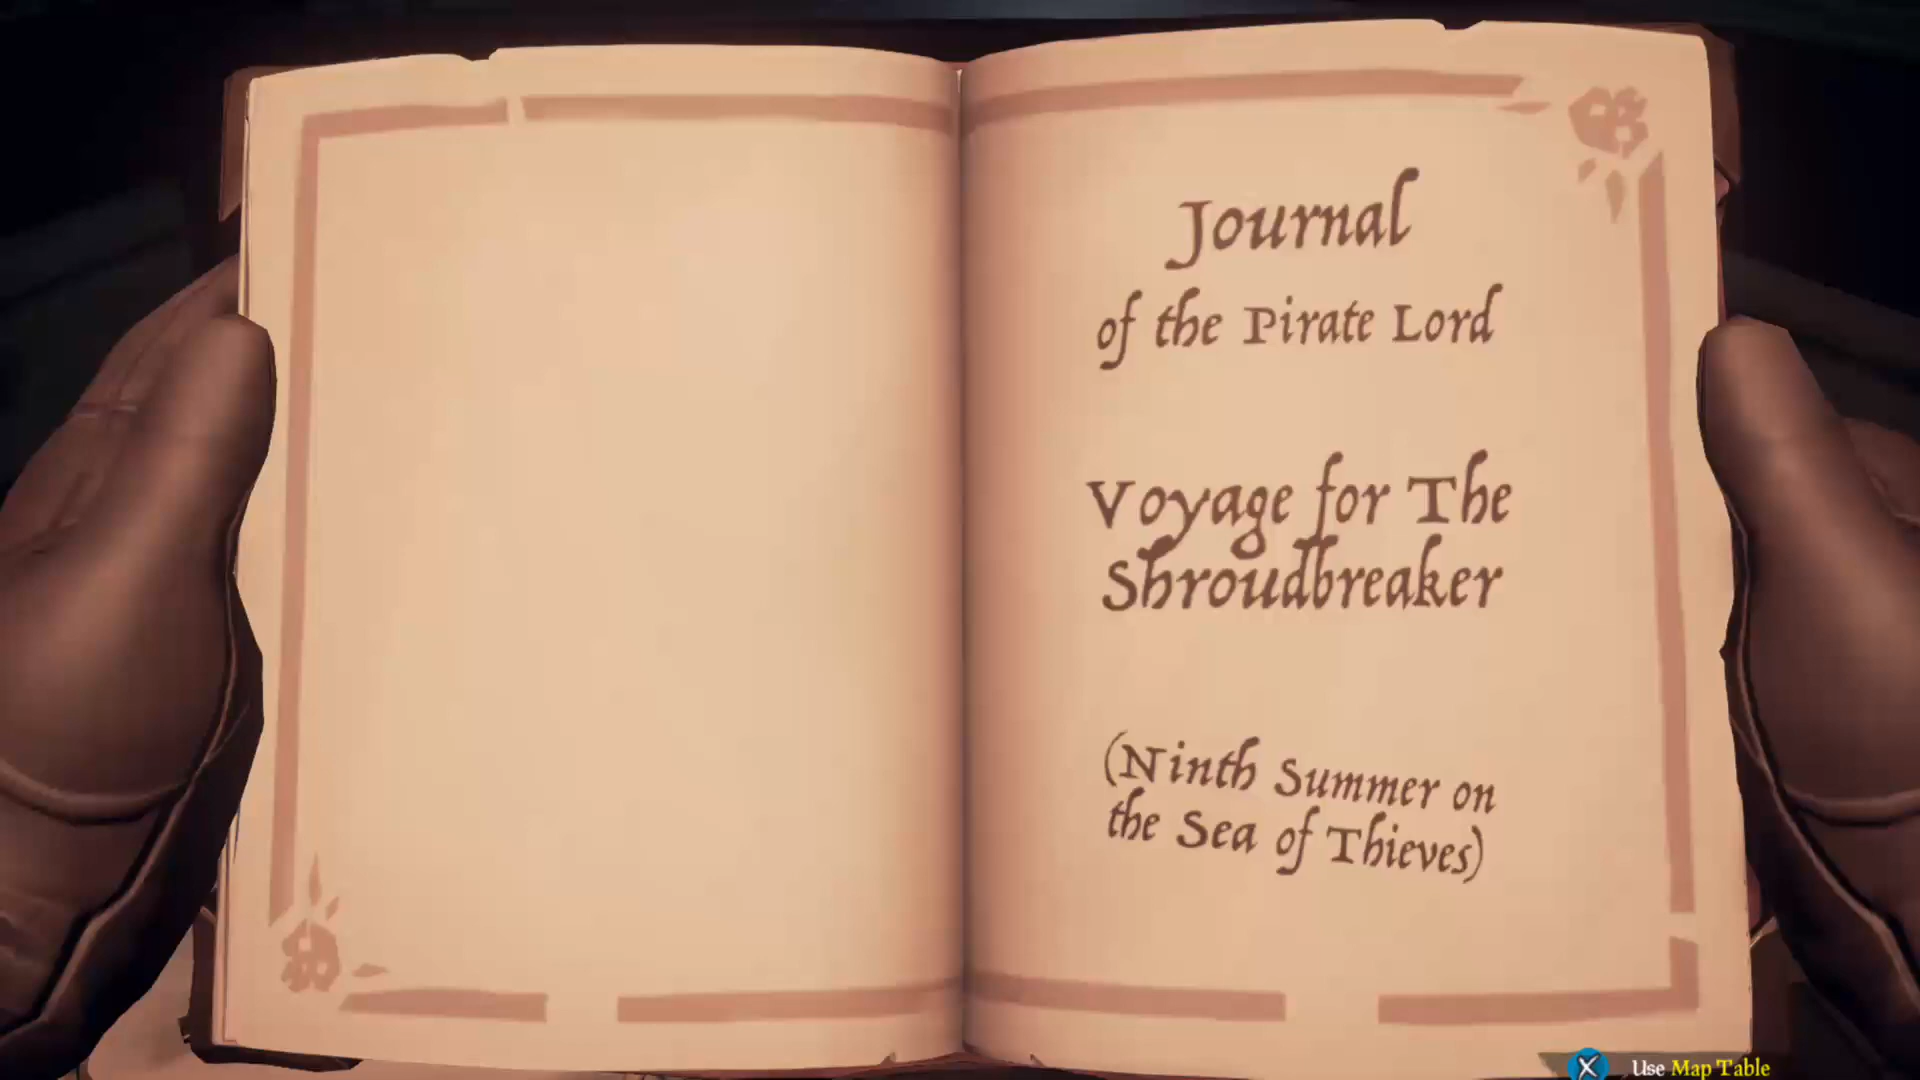 Journal
of the Pirate Lord
Voyage for The
Shroudbreaker
(Ninth Summer on
the Sea of Thieves)
X Use Map Table